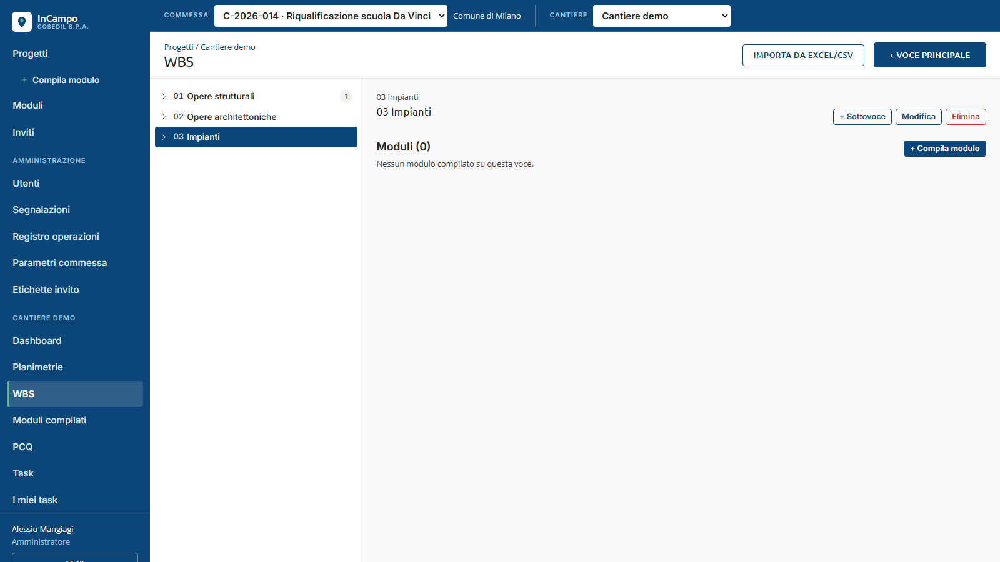 InCampo
COSEDIL S.P.A.
COMMESSA
C-2026-014 · Riqualificazione scuola Da Vinci
Comune di Milano
CANTIERE
Cantiere demo
Progetti
+ Compila modulo
Moduli
Inviti
AMMINISTRAZIONE
Utenti
Segnalazioni
Registro operazioni
Parametri commessa
Etichette invito
CANTIERE DEMO
Dashboard
Planimetrie
WBS
Moduli compilati
PCQ
Task
I miei task
Alessio Mangiagi
Amministratore
Progetti / Cantiere demo
WBS
IMPORTA DA EXCEL/CSV
+ VOCE PRINCIPALE
01 Opere strutturali 1
02 Opere architettoniche
03 Impianti
03 Impianti
03 Impianti
+ Sottovoce
Modifica
Elimina
Moduli (0)
+ Compila modulo
Nessun modulo compilato su questa voce.